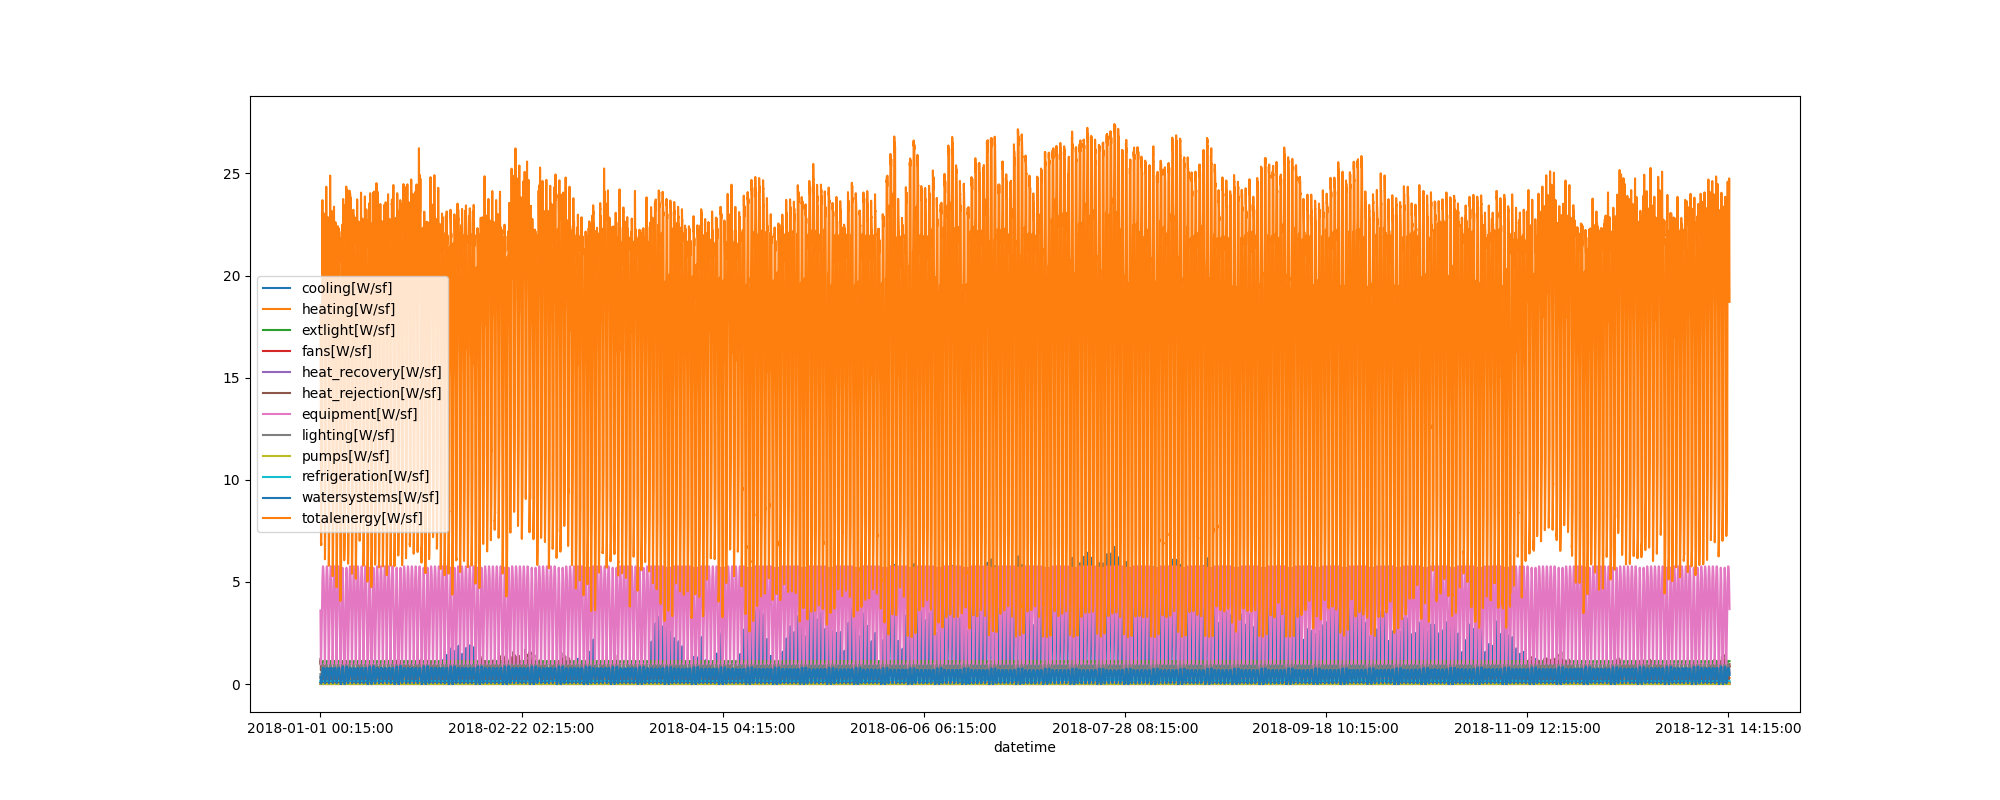 25
20
15
10
5
0
cooling[W/sf]
heating[W/sf]
extlight[W/sf]
fans[W/sf]
heat_recovery[W/sf]
heat_rejection[W/sf]
equipment[W/sf]
lighting[W/sf]
pumps[W/sf]
refrigeration[W/sf]
watersystems[W/sf]
totalenergy[W/sf]
2018-01-01 00:15:00 2018-02-22 02:15:00 2018-04-15 04:15:00 2018-06-06 06:15:00 2018-07-28 08:15:00 2018-09-18 10:15:00 2018-11-09 12:15:00 2018-12-31 14:15:00
datetime